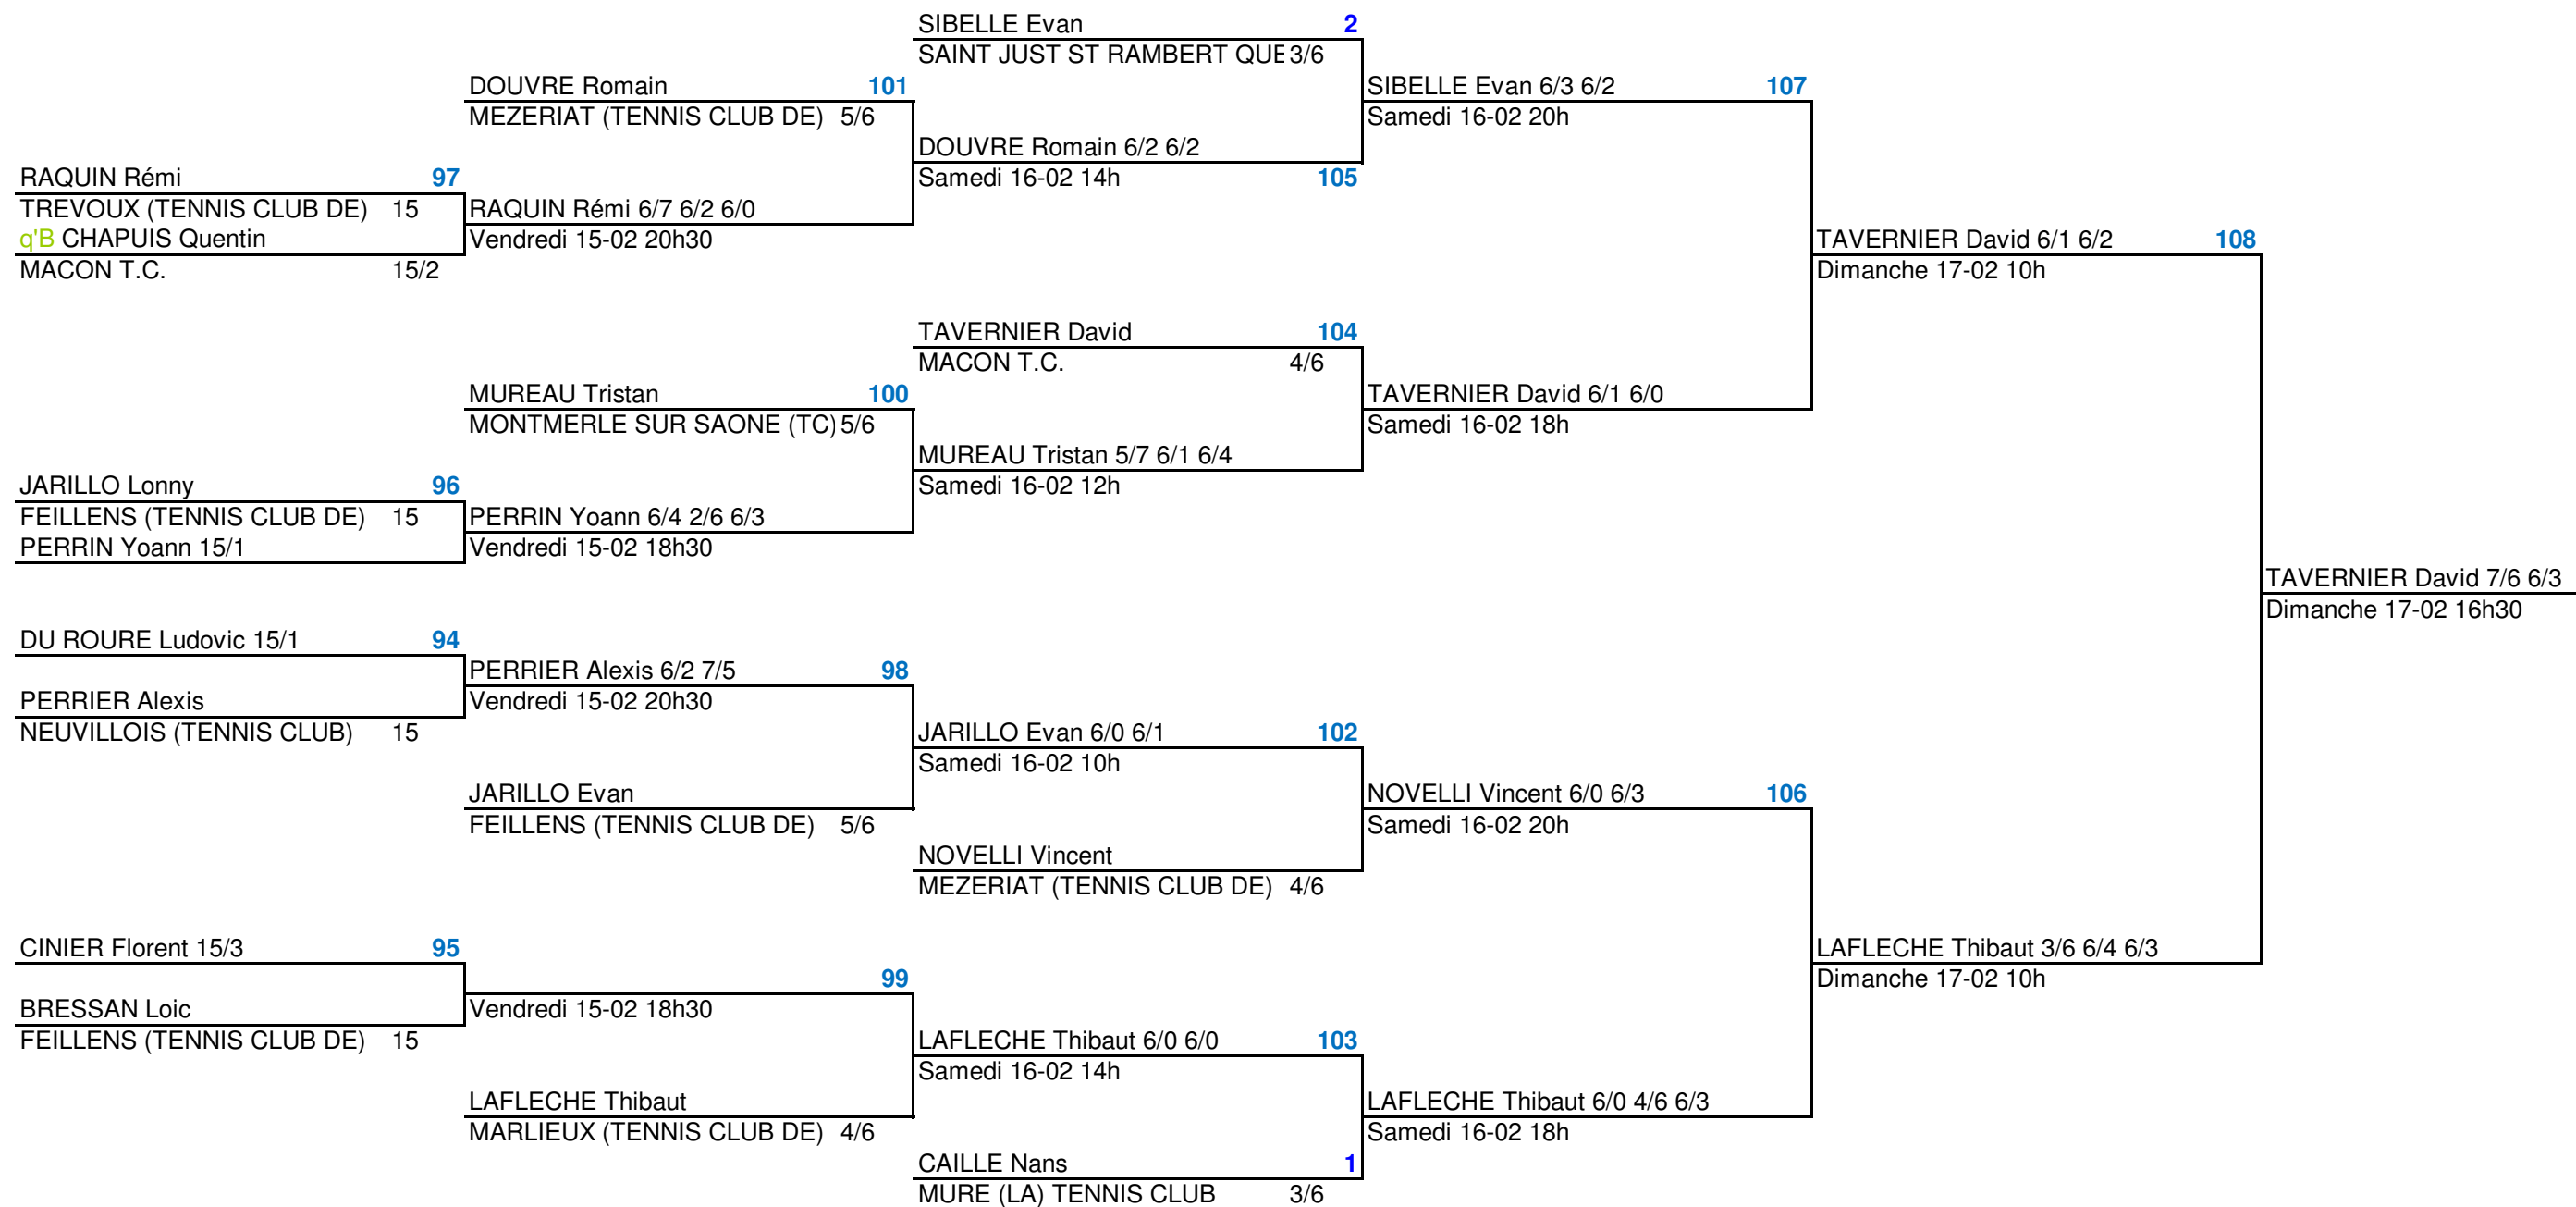 SIBELLE Evan 2
SAINT JUST ST RAMBERT QUE 3/6
DOUVRE Romain 101
SIBELLE Evan 6/3 6/2 107
MEZERIAT (TENNIS CLUB DE) 5/6
Samedi 16-02 20h
DOUVRE Romain 6/2 6/2
RAQUIN Rémi 97
Samedi 16-02 14h 105
TREVOUX (TENNIS CLUB DE) 15
RAQUIN Rémi 6/7 6/2 6/0
q'B CHAPUIS Quentin
Vendredi 15-02 20h30
TAVERNIER David 6/1 6/2 108
MACON T.C. 15/2
Dimanche 17-02 10h
TAVERNIER David 104
MACON T.C. 4/6
MUREAU Tristan 100
TAVERNIER David 6/1 6/0
MONTMERLE SUR SAONE (TC) 5/6
Samedi 16-02 18h
MUREAU Tristan 5/7 6/1 6/4
JARILLO Lonny 96
Samedi 16-02 12h
FEILLENS (TENNIS CLUB DE) 15
PERRIN Yoann 6/4 2/6 6/3
PERRIN Yoann 15/1
Vendredi 15-02 18h30
TAVERNIER David 7/6 6/3
Dimanche 17-02 16h30
DU ROURE Ludovic 15/1 94
PERRIER Alexis 6/2 7/5 98
PERRIER Alexis
Vendredi 15-02 20h30
NEUVILLOIS (TENNIS CLUB) 15
JARILLO Evan 6/0 6/1 102
Samedi 16-02 10h
JARILLO Evan
NOVELLI Vincent 6/0 6/3 106
FEILLENS (TENNIS CLUB DE) 5/6
Samedi 16-02 20h
NOVELLI Vincent
MEZERIAT (TENNIS CLUB DE) 4/6
CINIER Florent 15/3 95
LAFLECHE Thibaut 3/6 6/4 6/3
99
Dimanche 17-02 10h
BRESSAN Loic
Vendredi 15-02 18h30
FEILLENS (TENNIS CLUB DE) 15
LAFLECHE Thibaut 6/0 6/0 103
Samedi 16-02 14h
LAFLECHE Thibaut
LAFLECHE Thibaut 6/0 4/6 6/3
MARLIEUX (TENNIS CLUB DE) 4/6
Samedi 16-02 18h
CAILLE Nans 1
MURE (LA) TENNIS CLUB 3/6